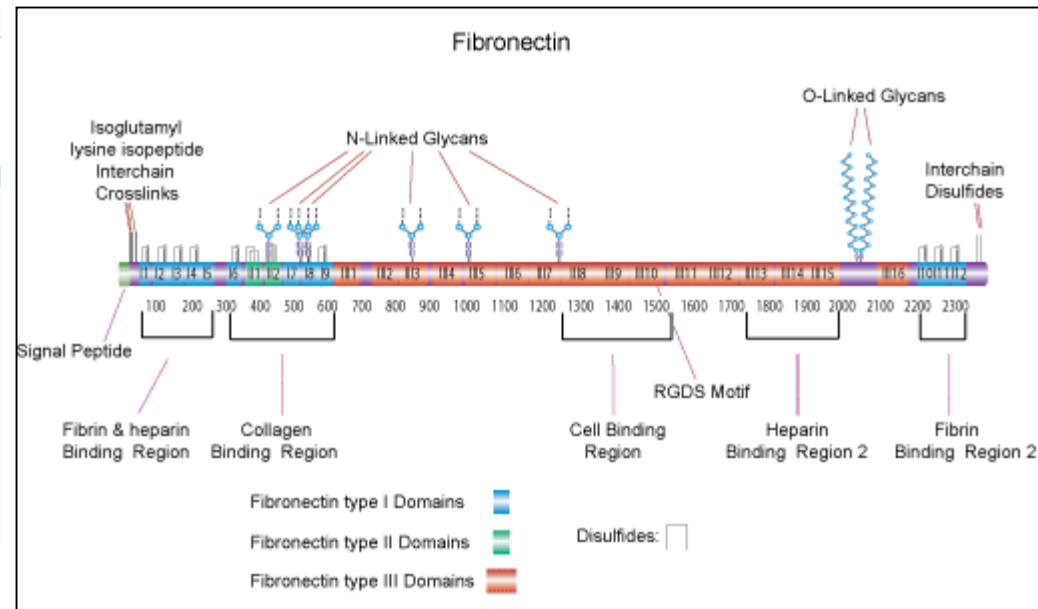 Fibronectin
O-Linked Glycans
Isoglutamyl
lysine isopeptide
Interchain
Crosslinks
N-Linked Glycans
Interchain
Disulfides
I1 I2 I3 I4 I5 I6 II1 II2 I7 I8 I9 III1 III2 III3 III4 III5 III6 III7 III8 III9 III10 III11 III12 III13 III14 III15 III16 I10 I11 I12
100 200 300 400 500 600 700 800 900 1000 1100 1200 1300 1400 1500 1600 1700 1800 1900 2000 2100 2200 2300
Signal Peptide
RGDS Motif
Fibrin & heparin
Binding Region
Collagen
Binding Region
Cell Binding
Region
Heparin
Binding Region 2
Fibrin
Binding Region 2
Fibronectin type I Domains
Fibronectin type II Domains
Disulfides:
Fibronectin type III Domains